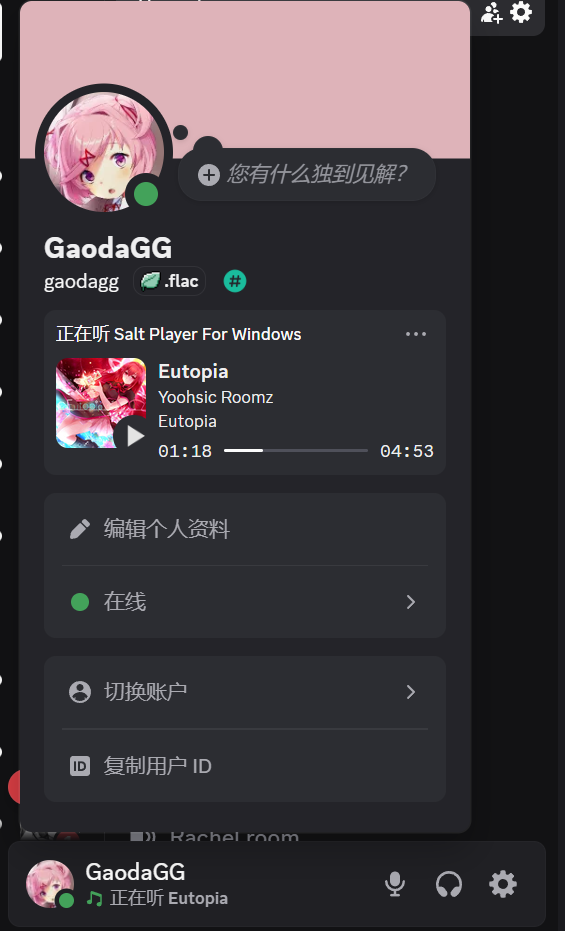 您有什么独到见解？
GaodaGG
gaodagg .flac
正在听 Salt Player For Windows
Eutopia
Yoohsic Roomz
Eutopia
01:18 04:53
编辑个人资料
在线
切换账户
ID 复制用户 ID
Rachel room
GaodaGG
正在听 Eutopia